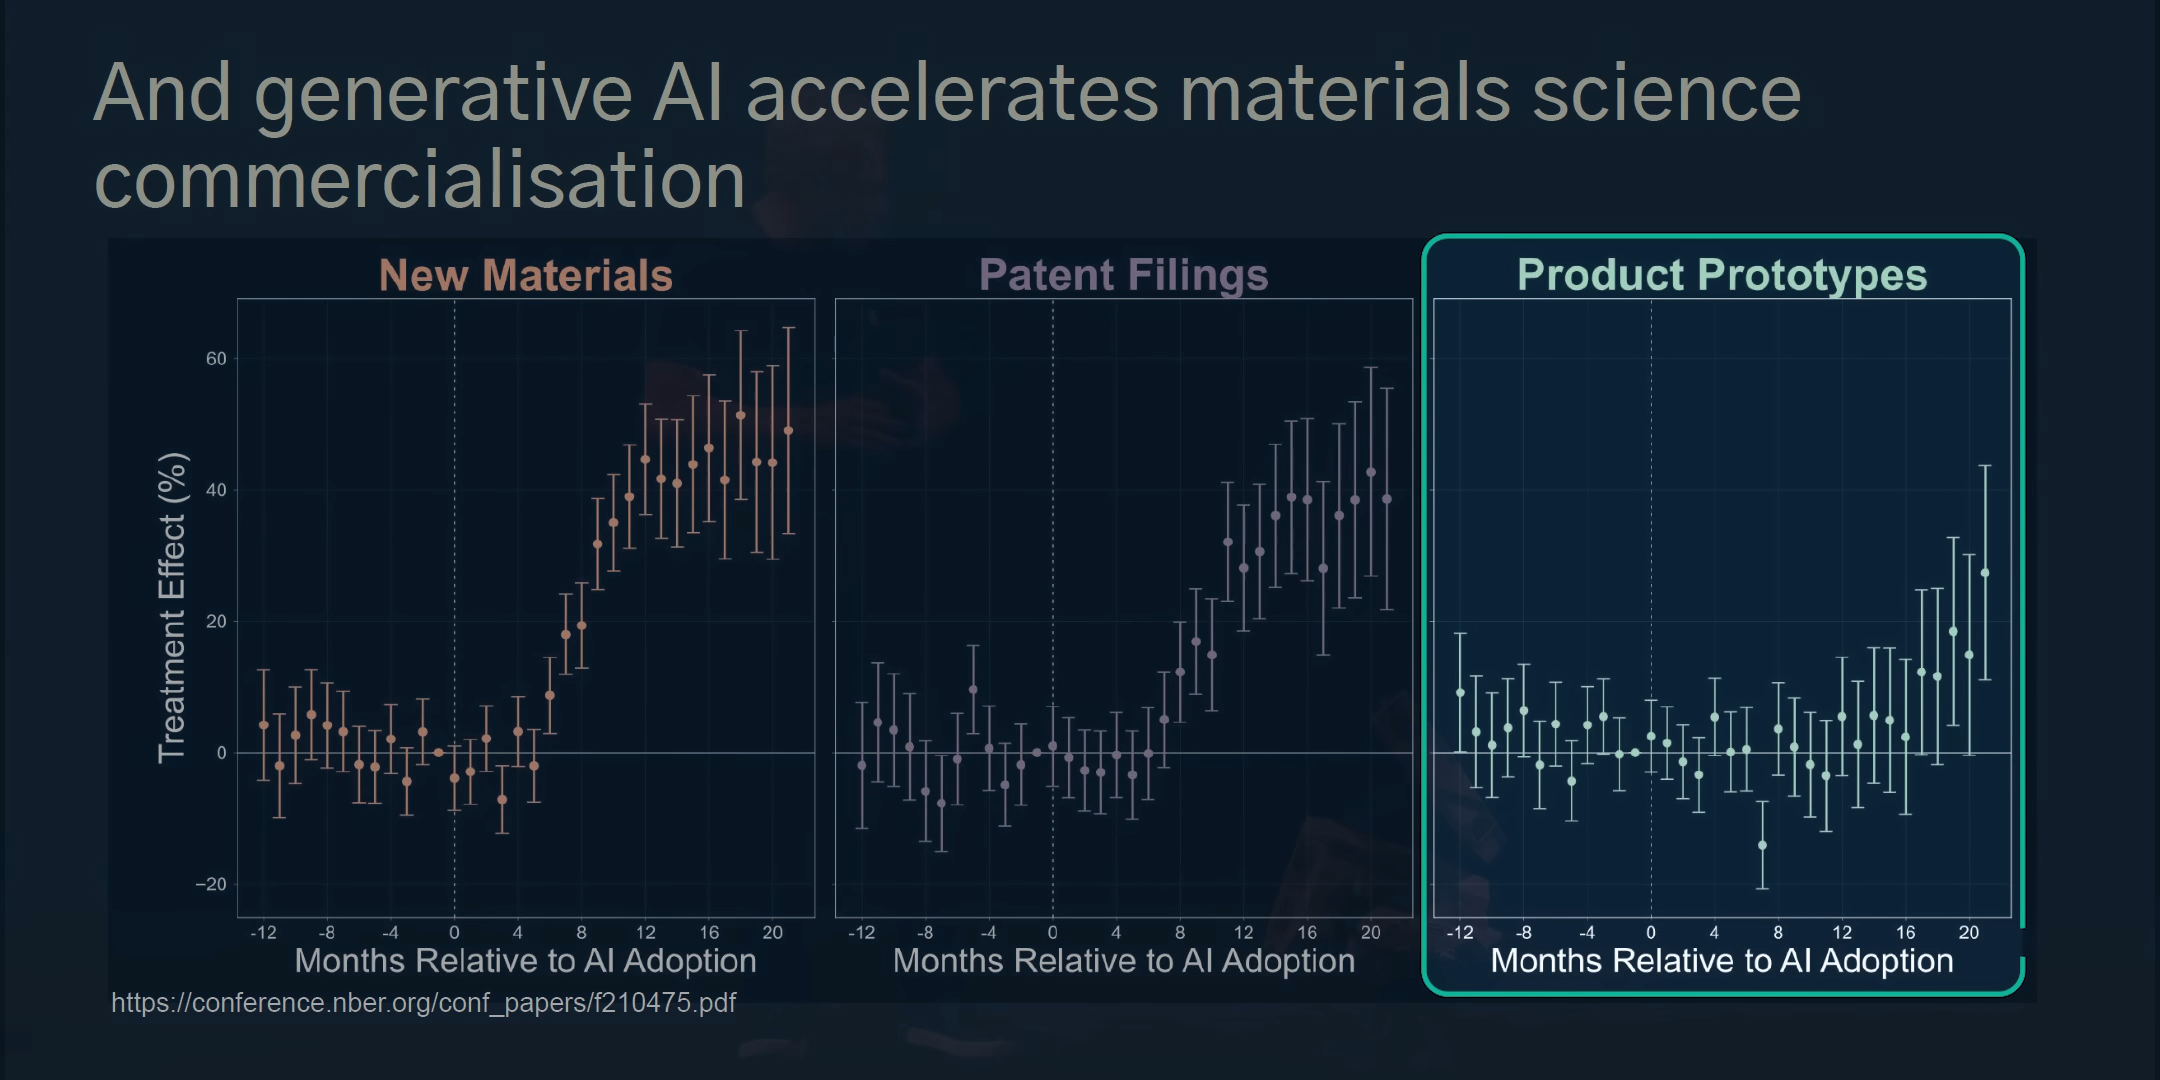 And generative AI accelerates materials science
commercialisation
New Materials
Patent Filings
Product Prototypes
Treatment Effect (%)
60
40
20
0
−20
-12 -8 -4 0 4 8 12 16 20
-12 -8 -4 0 4 8 12 16 20
-12 -8 -4 0 4 8 12 16 20
Months Relative to AI Adoption
Months Relative to AI Adoption
Months Relative to AI Adoption
https://conference.nber.org/conf_papers/f210475.pdf